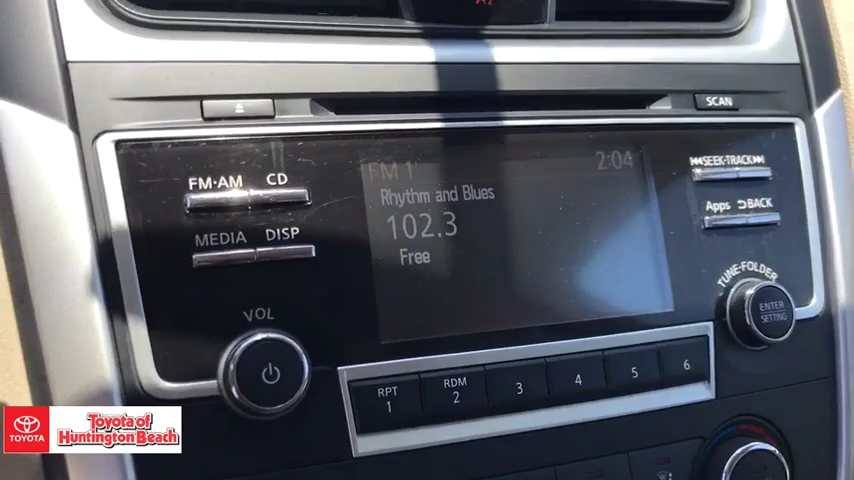 SCAN
FM·AM CD
FM 1 2:04
SEEK·TRACK
Rhythm and Blues
Apps BACK
102.3
MEDIA DISP
Free
TUNE·FOLDER
ENTER
SETTING
VOL
RPT 1
RDM 2
3
4
5
6
TOYOTA
Toyota of
Huntington Beach